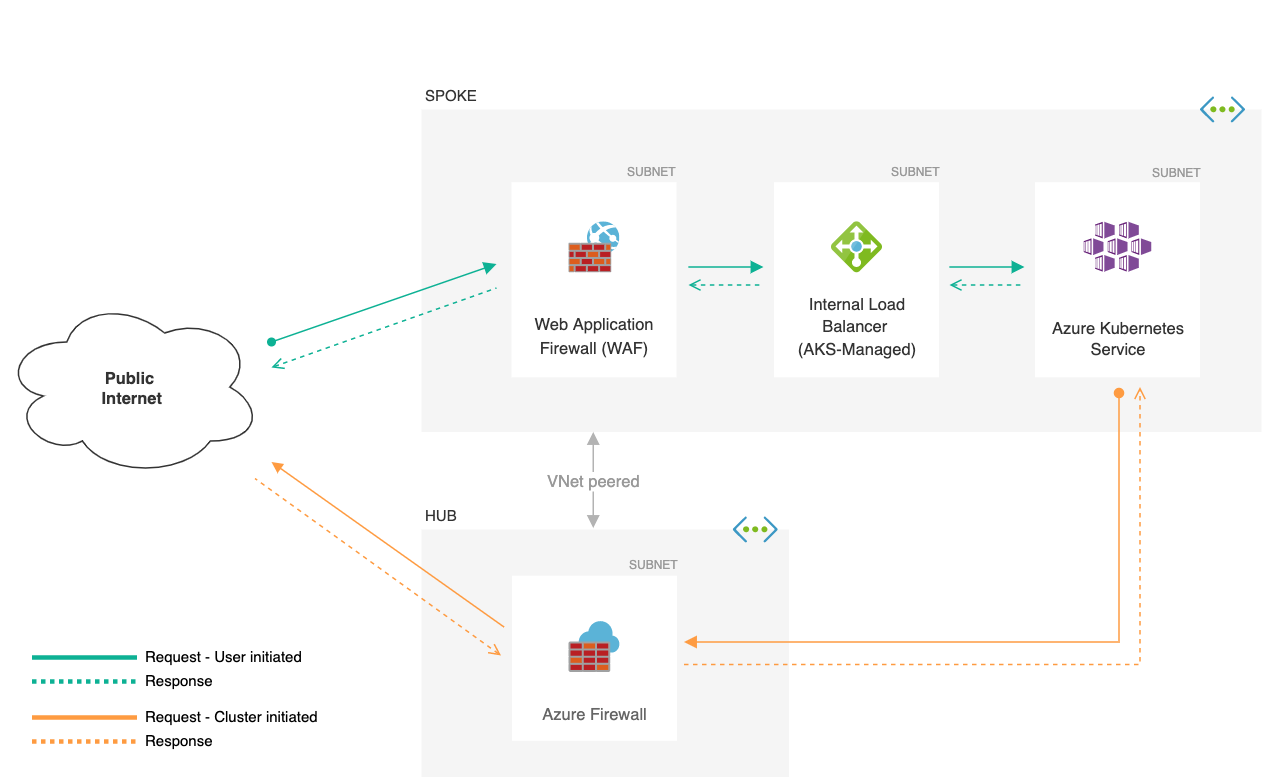 SPOKE
SUBNET
SUBNET
SUBNET
Web Application
Firewall (WAF)
Internal Load
Balancer
(AKS-Managed)
Azure Kubernetes
Service
Public
Internet
VNet peered
HUB
SUBNET
Azure Firewall
Request - User initiated
Response
Request - Cluster initiated
Response